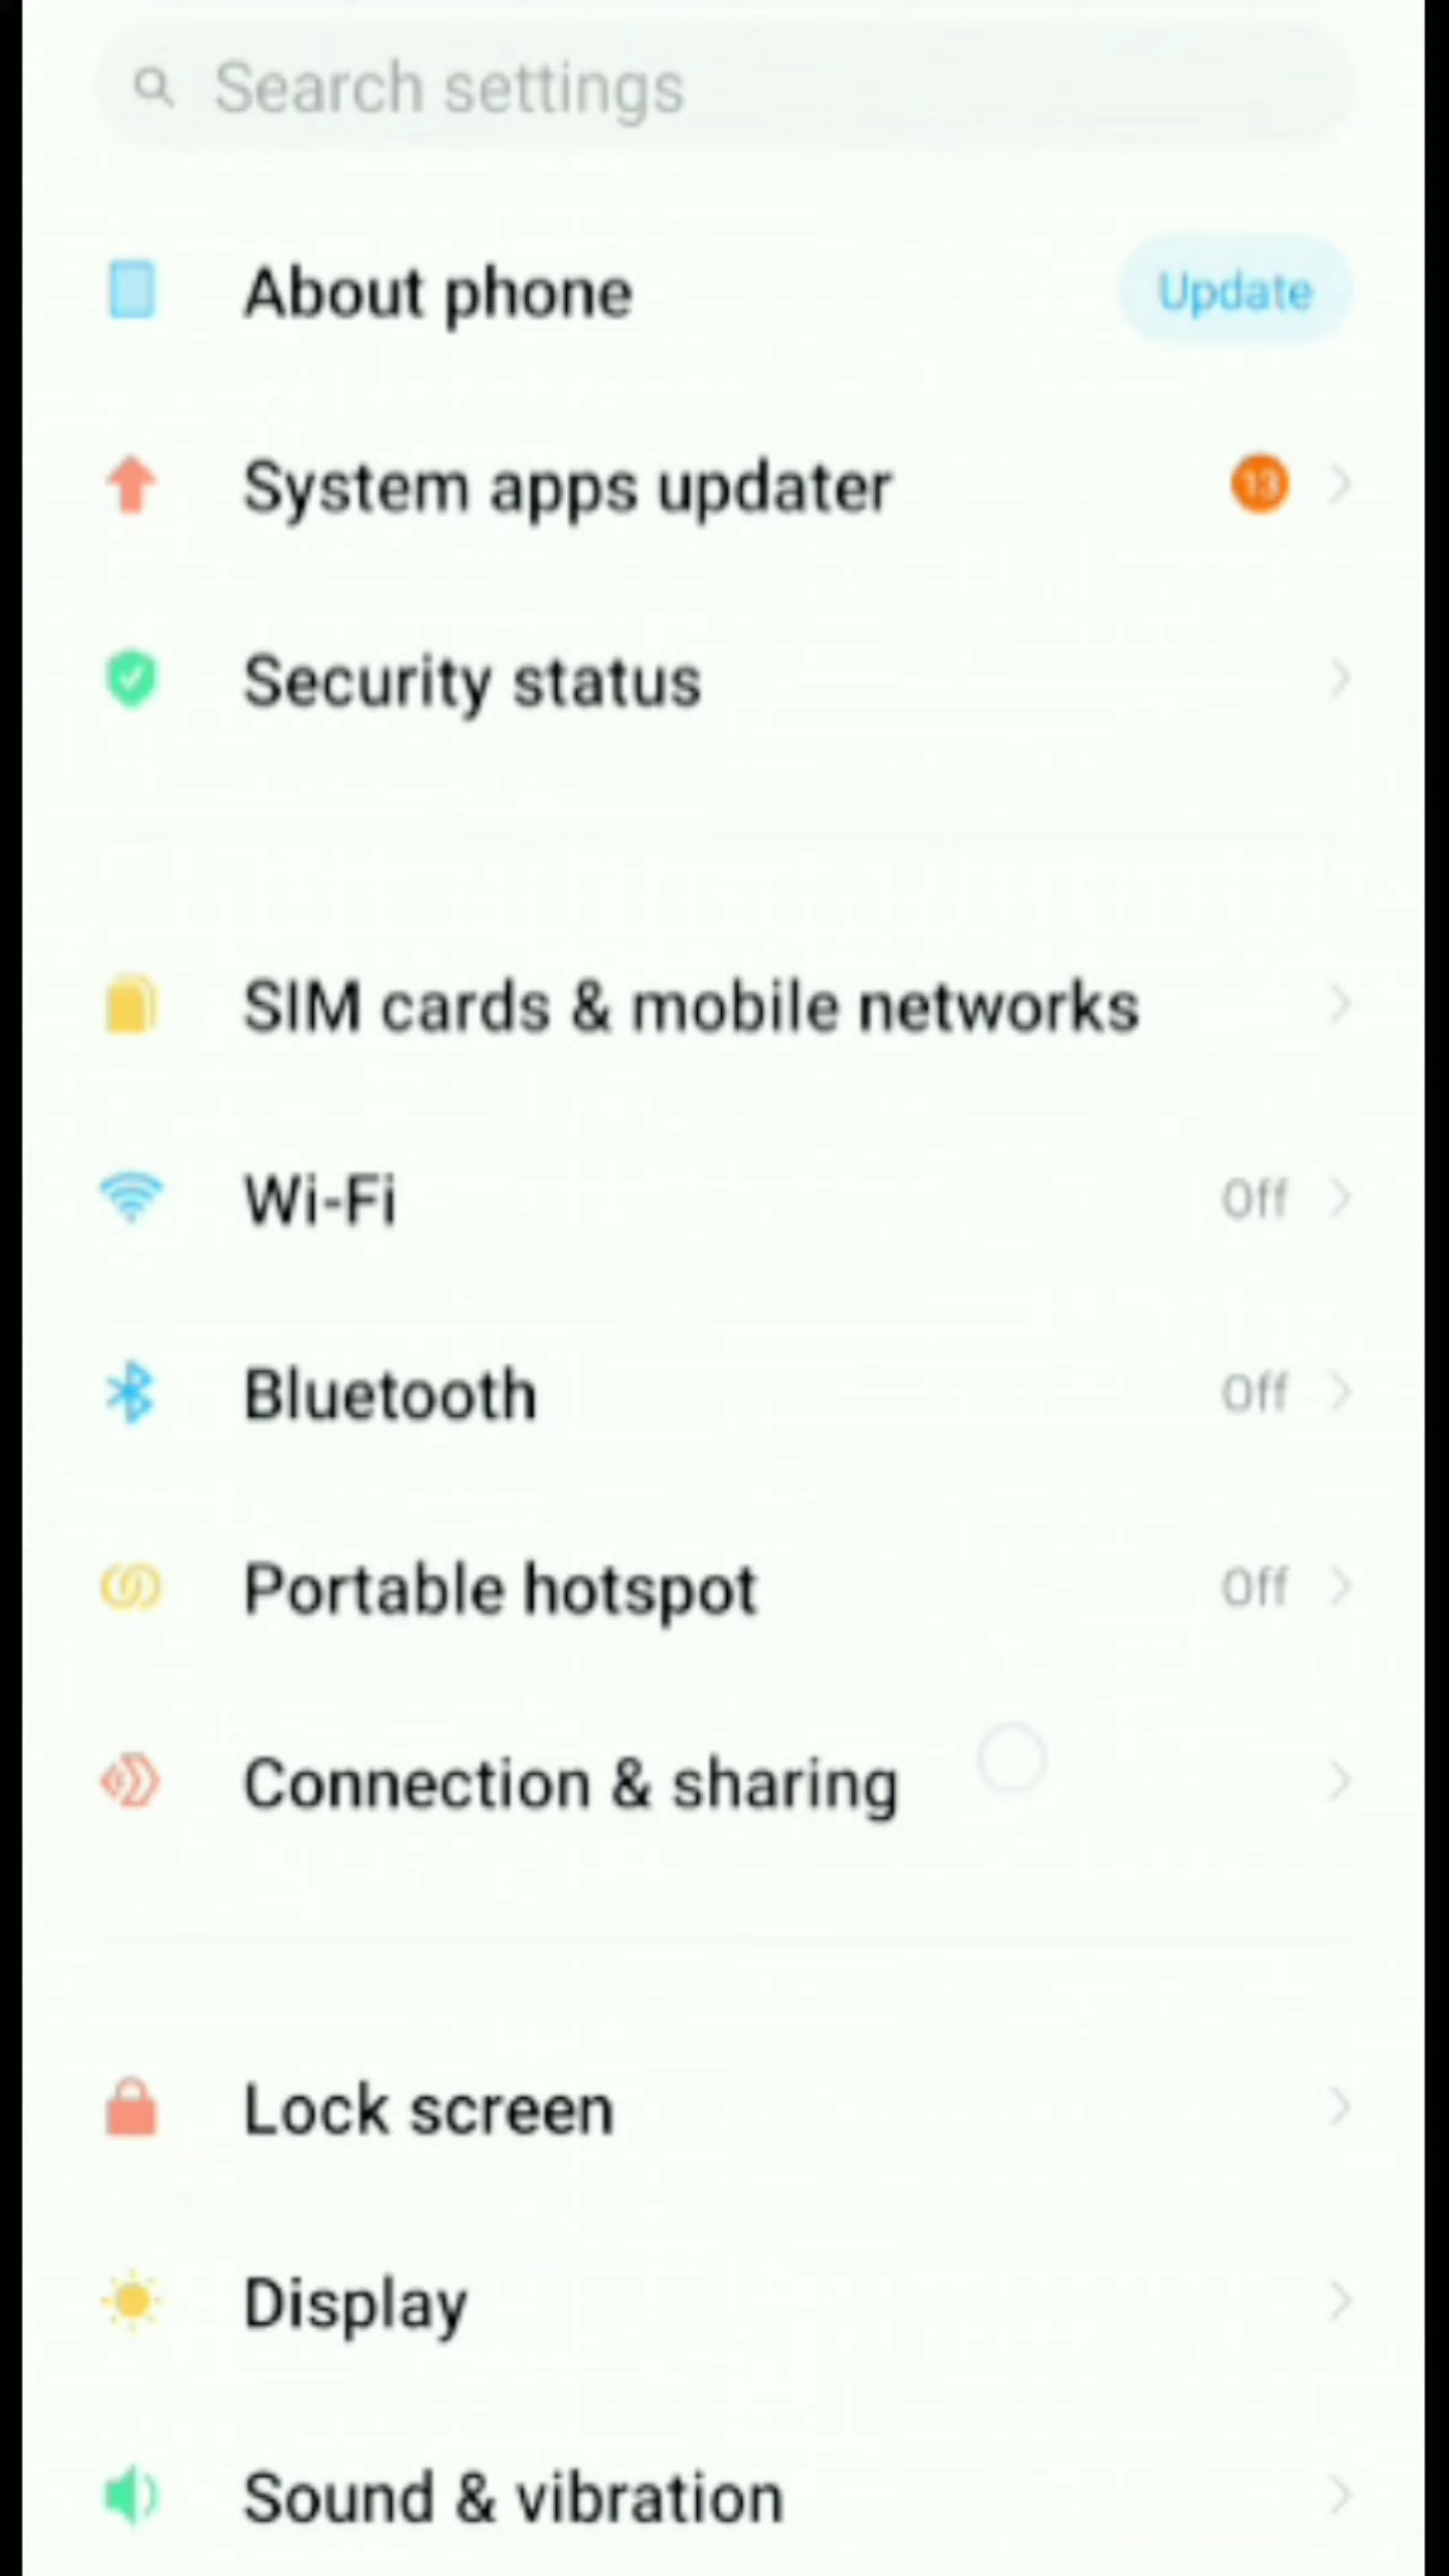 Search settings
About phone
Update
System apps updater
13
Security status
SIM cards & mobile networks
Wi-Fi
Off
Bluetooth
Off
Portable hotspot
Off
Connection & sharing
Lock screen
Display
Sound & vibration